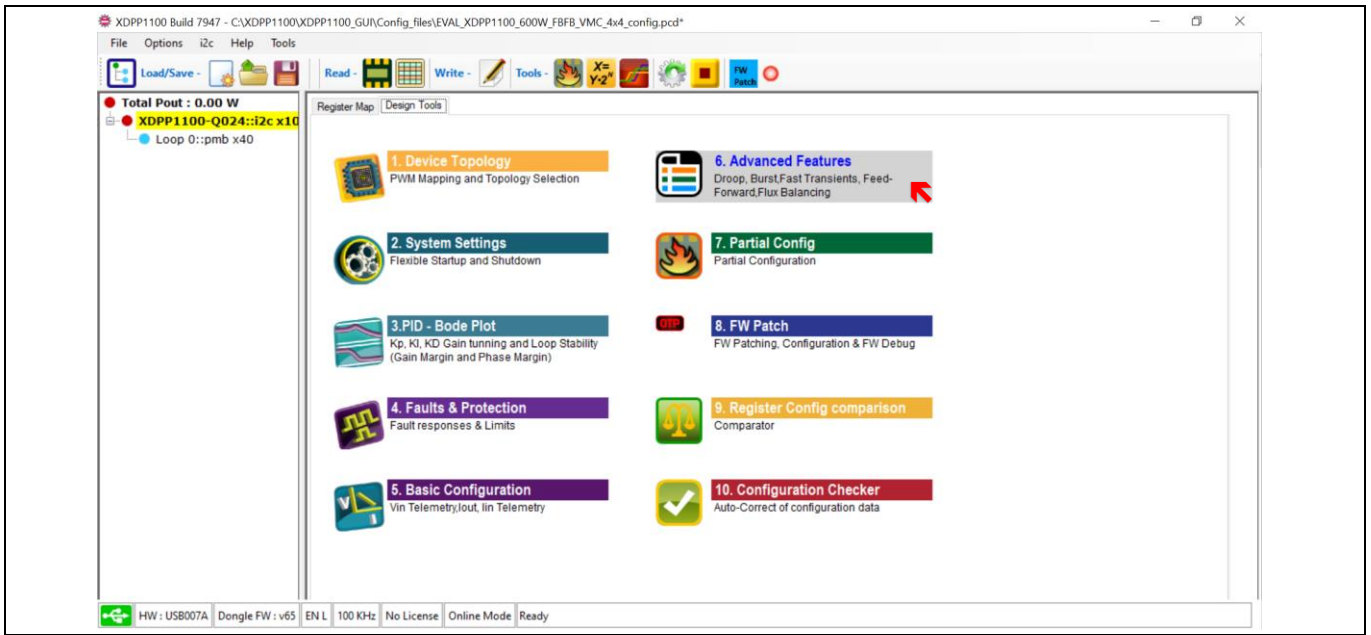 XDPP1100 Build 7947 - C:\XDPP1100\XDPP1100_GUI\Config_files\EVAL_XDPP1100_600W_FBFB_VMC_4x4_config.pcd*
File Options i2c Help Tools
Load/Save - Read - Write - Tools - X= Y·2ᴺ FW Patch
Total Pout : 0.00 W
XDPP1100-Q024::i2c x10
Loop 0::pmb x40
Register Map Design Tools
1. Device Topology
PWM Mapping and Topology Selection
2. System Settings
Flexible Startup and Shutdown
3.PID - Bode Plot
Kp, KI, KD Gain tunning and Loop Stability
(Gain Margin and Phase Margin)
4. Faults & Protection
Fault responses & Limits
V I
5. Basic Configuration
Vin Telemetry,Iout, Iin Telemetry
6. Advanced Features
Droop, Burst,Fast Transients, Feed-
Forward,Flux Balancing
7. Partial Config
Partial Configuration
OTP
8. FW Patch
FW Patching, Configuration & FW Debug
9. Register Config comparison
Comparator
10. Configuration Checker
Auto-Correct of configuration data
HW : USB007A Dongle FW : v65 EN L 100 KHz No License Online Mode Ready